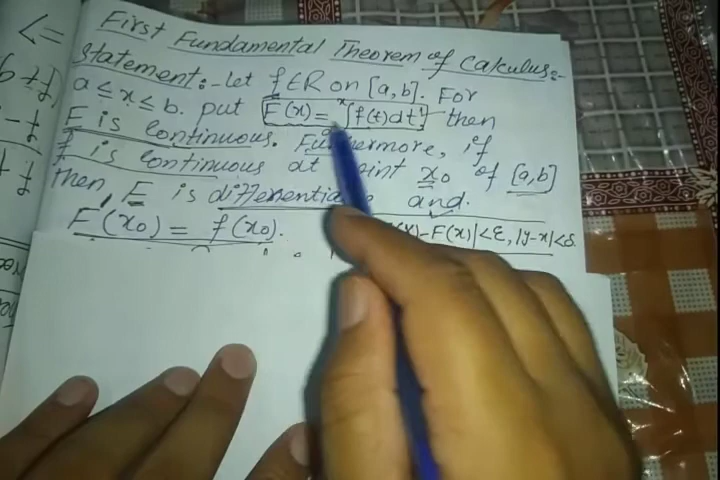 First Fundamental Theorem of Calculus:-
Statement:- Let f∈R on [a,b]. For
a ≤ x ≤ b. put F(x) = ∫ˣ f(t)dt, then
F is continuous. Furthermore, if
f is continuous at point x₀ of [a,b]
then, F is differentiable and.
F'(x₀) = f(x₀). -F(x)|<ε, |y-x|<δ.